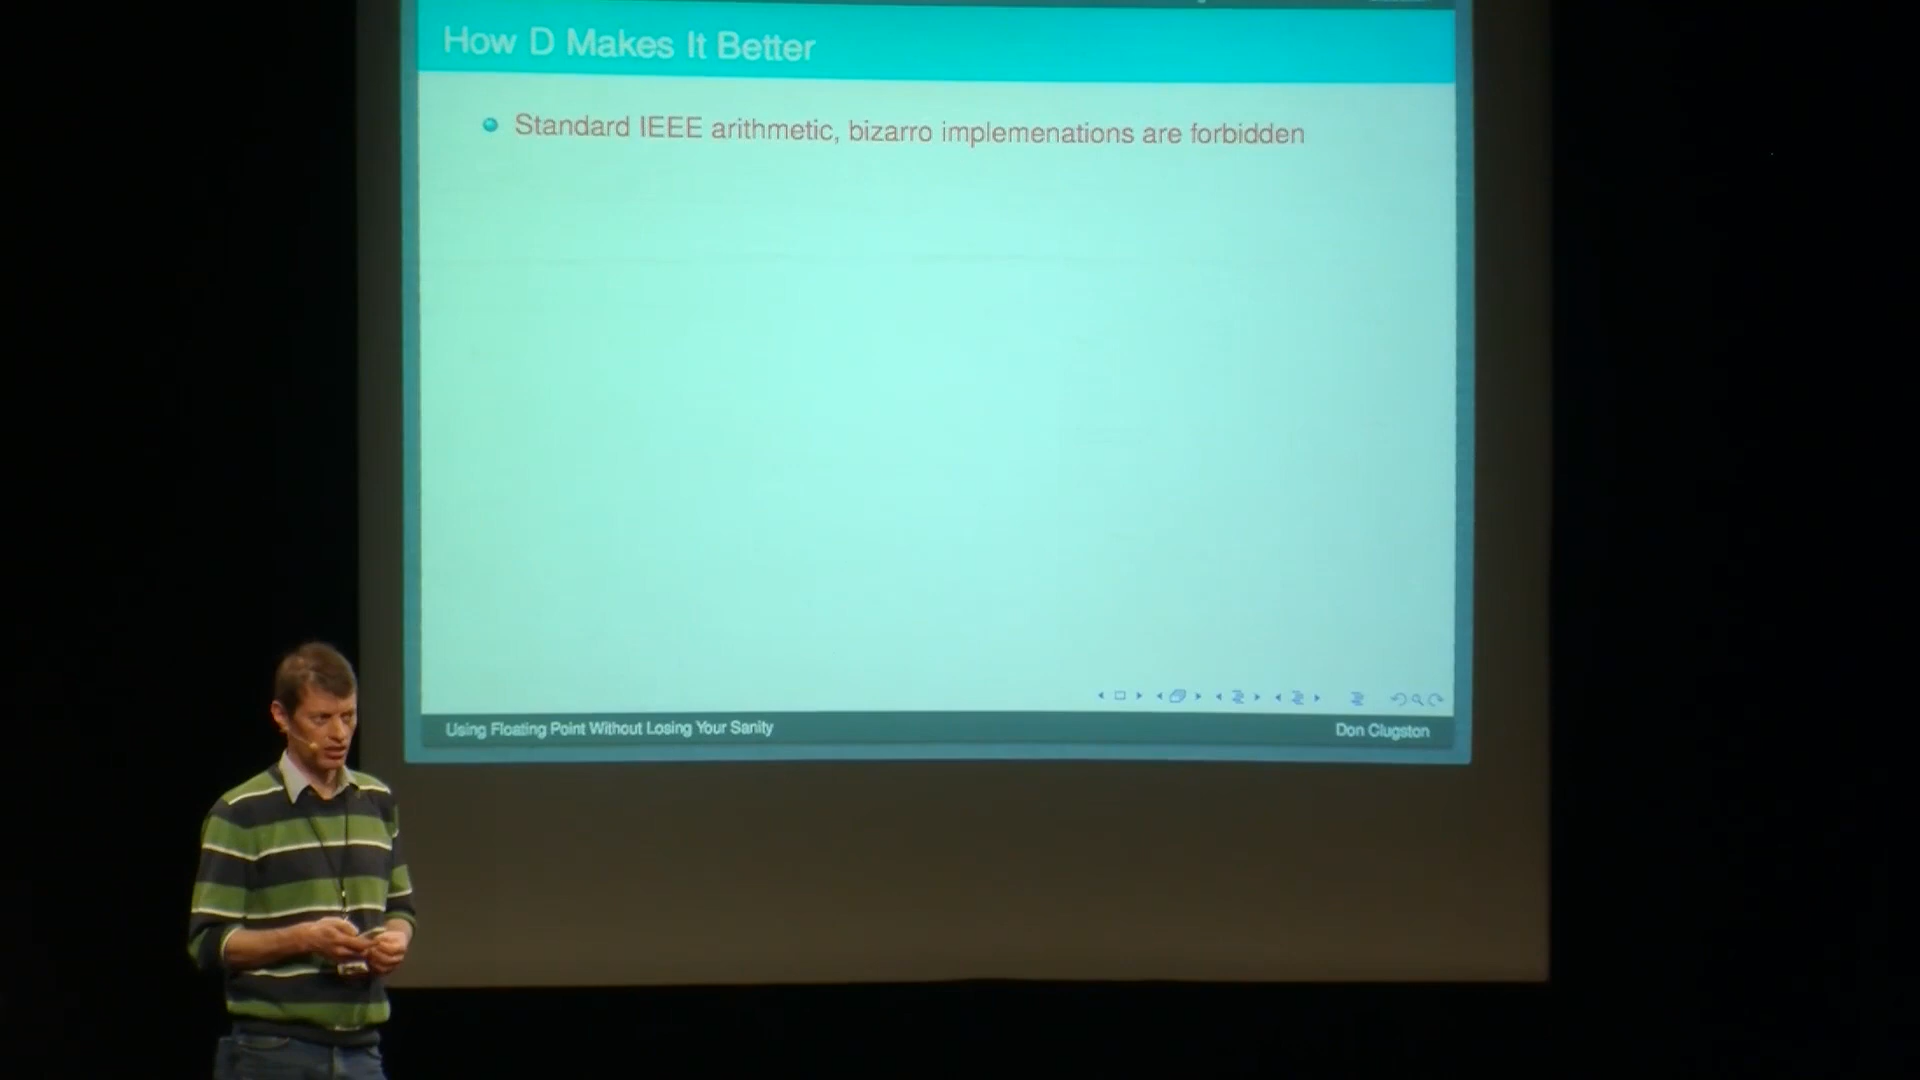 How D Makes It Better
Standard IEEE arithmetic, bizarro implemenations are forbidden
Using Floating Point Without Losing Your Sanity
Don Clugston